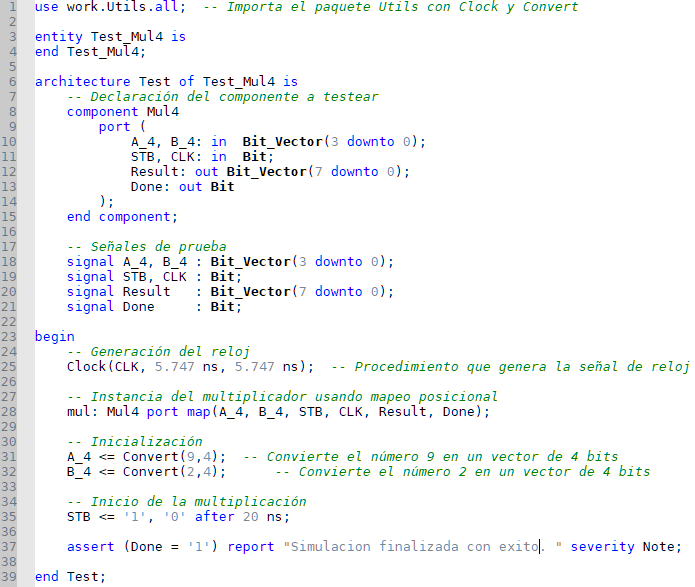 1 use work.Utils.all;  -- Importa el paquete Utils con Clock y Convert
2
3 entity Test_Mul4 is
4 end Test_Mul4;
5
6 architecture Test of Test_Mul4 is
7     -- Declaración del componente a testear
8     component Mul4
9         port (
10             A_4, B_4: in  Bit_Vector(3 downto 0);
11             STB, CLK: in  Bit;
12             Result: out Bit_Vector(7 downto 0);
13             Done: out Bit
14         );
15     end component;
16
17     -- Señales de prueba
18     signal A_4, B_4 : Bit_Vector(3 downto 0);
19     signal STB, CLK : Bit;
20     signal Result   : Bit_Vector(7 downto 0);
21     signal Done     : Bit;
22
23 begin
24     -- Generación del reloj
25     Clock(CLK, 5.747 ns, 5.747 ns);  -- Procedimiento que genera la señal de reloj
26
27     -- Instancia del multiplicador usando mapeo posicional
28     mul: Mul4 port map(A_4, B_4, STB, CLK, Result, Done);
29
30     -- Inicialización
31     A_4 <= Convert(9,4);  -- Convierte el número 9 en un vector de 4 bits
32     B_4 <= Convert(2,4);      -- Convierte el número 2 en un vector de 4 bits
33
34     -- Inicio de la multiplicación
35     STB <= '1', '0' after 20 ns;
36
37     assert (Done = '1') report "Simulacion finalizada con exito. " severity Note;
38
39 end Test;